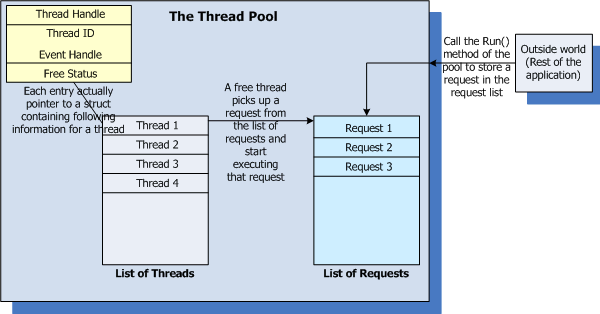 The Thread Pool
Thread Handle
Thread ID
Event Handle
Free Status
Each entry actually
pointer to a struct
containing following
information for a thread
Thread 1
Thread 2
Thread 3
Thread 4
List of Threads
A free thread
picks up a
request from
the list of
requests and
start
executing
that request
Request 1
Request 2
Request 3
List of Requests
Call the Run()
method of the
pool to store a
request in the
request list
Outside world
(Rest of the
application)